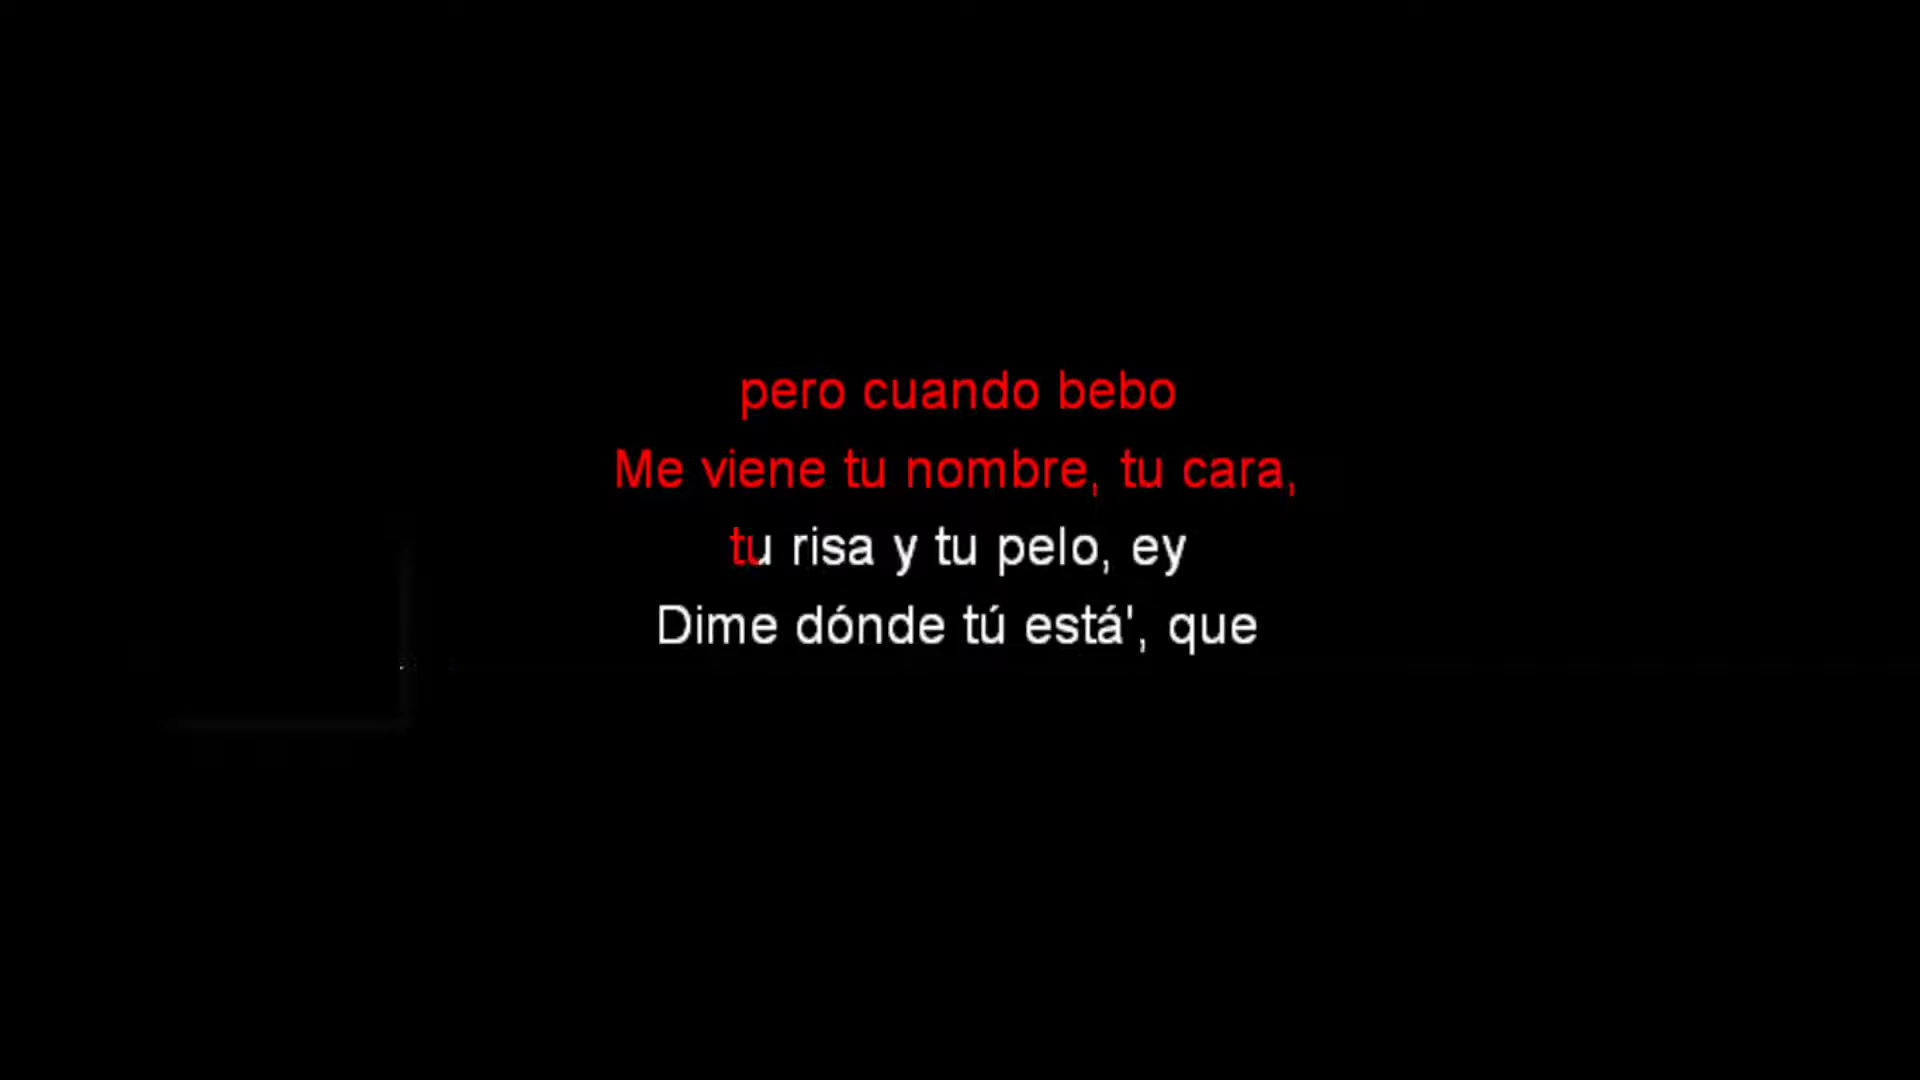 pero cuando bebo
Me viene tu nombre, tu cara,
tu risa y tu pelo, ey
Dime dónde tú está', que